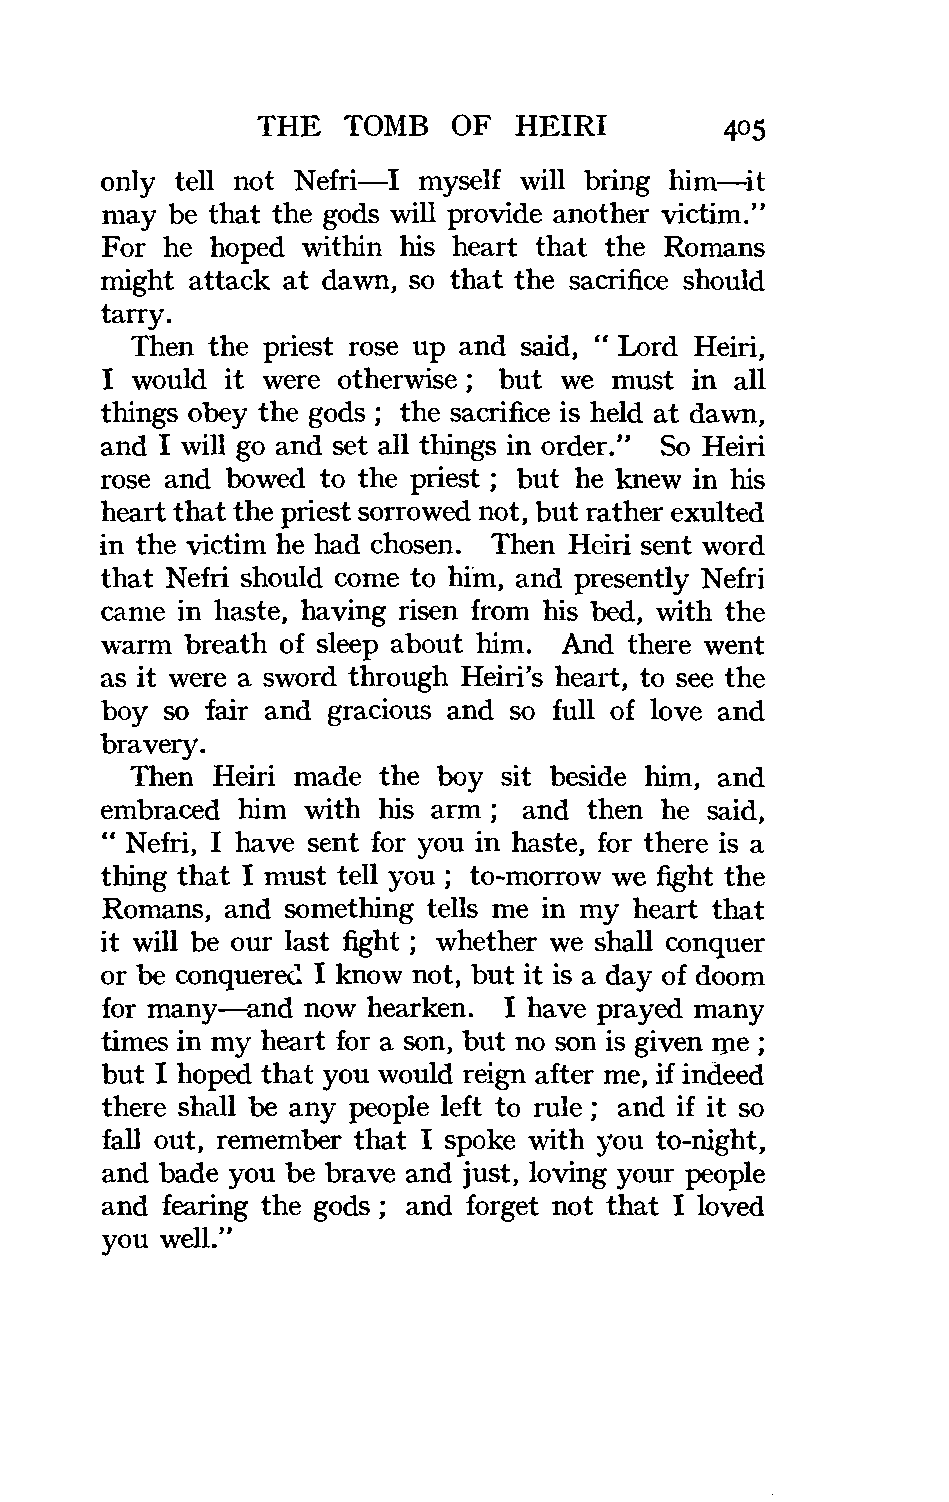 THE TOMB OF HEIRI 405
only tell not Nefri—I myself will bring him—it
may be that the gods will provide another victim.”
For he hoped within his heart that the Romans
might attack at dawn, so that the sacrifice should
tarry.
Then the priest rose up and said, “ Lord Heiri,
I would it were otherwise ; but we must in all
things obey the gods ; the sacrifice is held at dawn,
and I will go and set all things in order.” So Heiri
rose and bowed to the priest ; but he knew in his
heart that the priest sorrowed not, but rather exulted
in the victim he had chosen. Then Heiri sent word
that Nefri should come to him, and presently Nefri
came in haste, having risen from his bed, with the
warm breath of sleep about him. And there went
as it were a sword through Heiri’s heart, to see the
boy so fair and gracious and so full of love and
bravery.
Then Heiri made the boy sit beside him, and
embraced him with his arm ; and then he said,
“ Nefri, I have sent for you in haste, for there is a
thing that I must tell you ; to-morrow we fight the
Romans, and something tells me in my heart that
it will be our last fight ; whether we shall conquer
or be conquered I know not, but it is a day of doom
for many—and now hearken. I have prayed many
times in my heart for a son, but no son is given me ;
but I hoped that you would reign after me, if indeed
there shall be any people left to rule ; and if it so
fall out, remember that I spoke with you to-night,
and bade you be brave and just, loving your people
and fearing the gods ; and forget not that I loved
you well.”